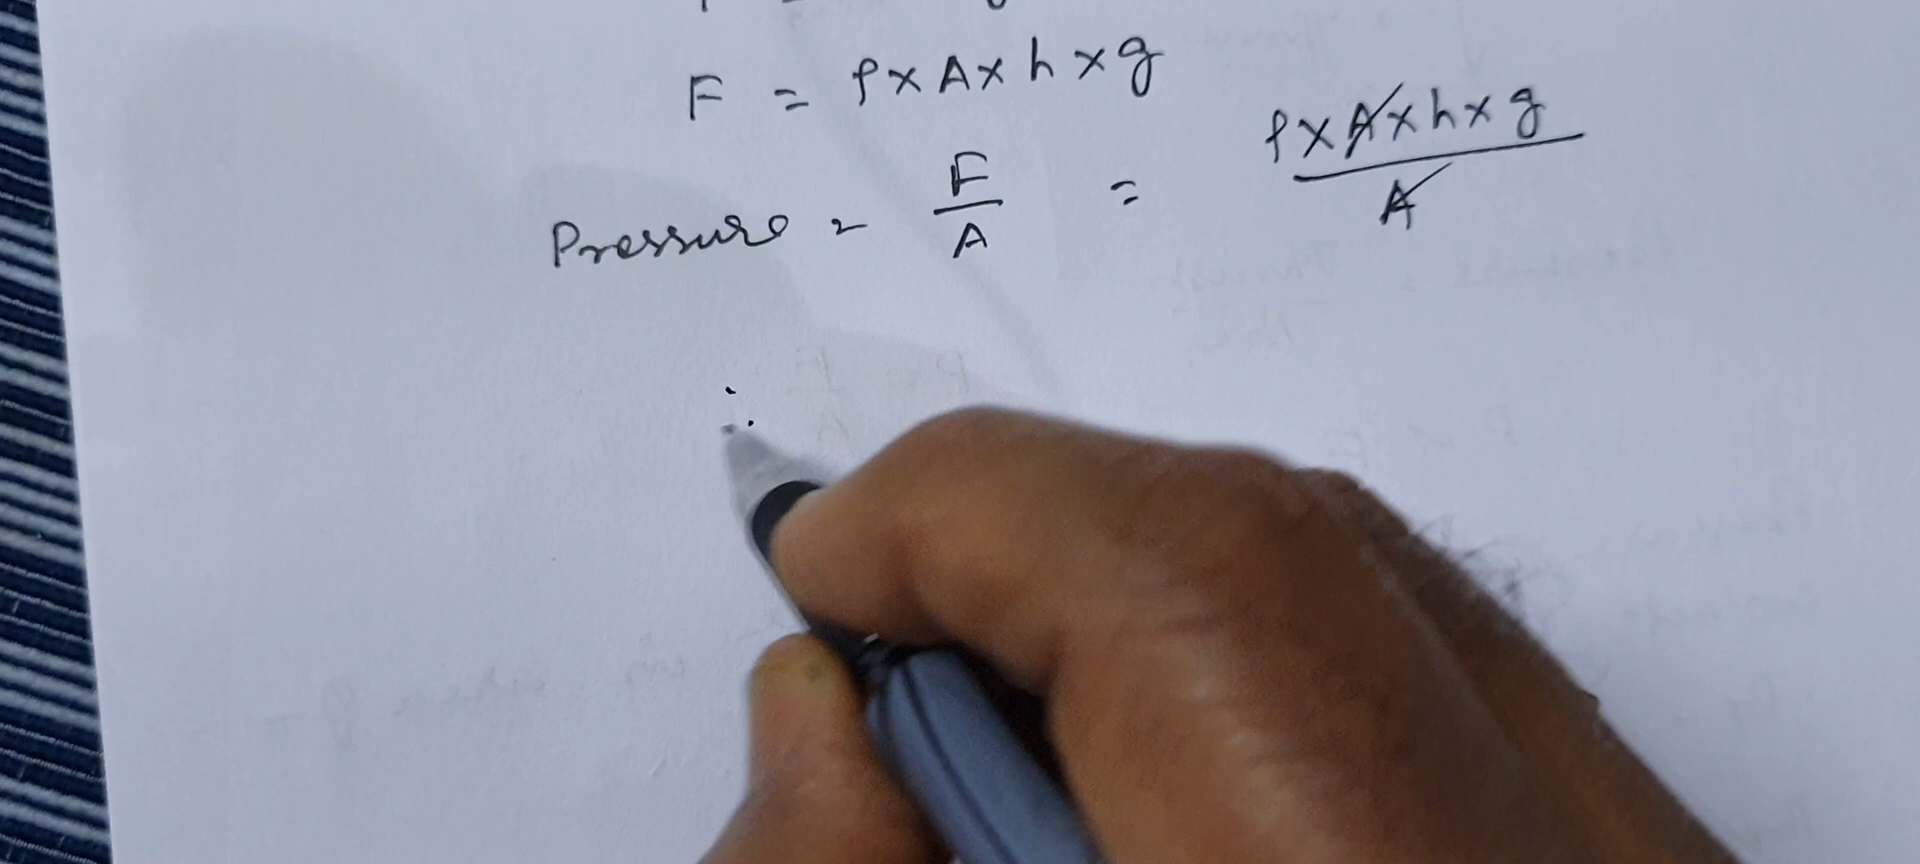 F = ρ × A × h × g
Pressure = F/A = ρ × A × h × g / A
∴